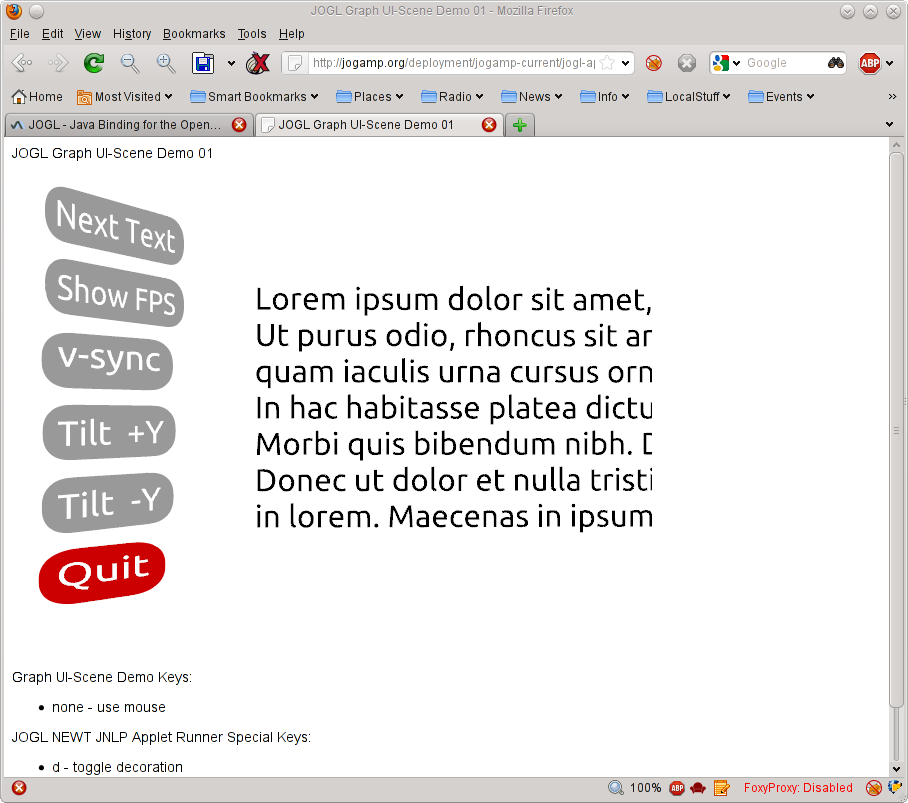 JOGL Graph UI-Scene Demo 01 - Mozilla Firefox
File Edit View History Bookmarks Tools Help
http://jogamp.org/deployment/jogamp-current/jogl-ap Google ABP
Home Most Visited Smart Bookmarks Places Radio News Info LocalStuff Events »
JOGL - Java Binding for the Open... JOGL Graph UI-Scene Demo 01
JOGL Graph UI-Scene Demo 01
Next Text
Show FPS
v-sync
Tilt +Y
Tilt -Y
Quit
Lorem ipsum dolor sit amet,
Ut purus odio, rhoncus sit
quam iaculis urna cursus orn
In hac habitasse platea dictu
Morbi quis bibendum nibh.
Donec ut dolor et nulla tristi
in lorem. Maecenas in ipsum
Graph UI-Scene Demo Keys:
• none - use mouse
JOGL NEWT JNLP Applet Runner Special Keys:
• d - toggle decoration
100% ABP FoxyProxy: Disabled